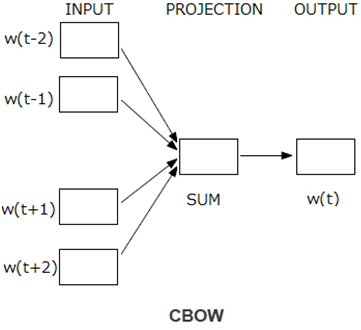 INPUT PROJECTION OUTPUT
w(t-2)
w(t-1)
w(t+1)
w(t+2)
SUM
w(t)
CBOW